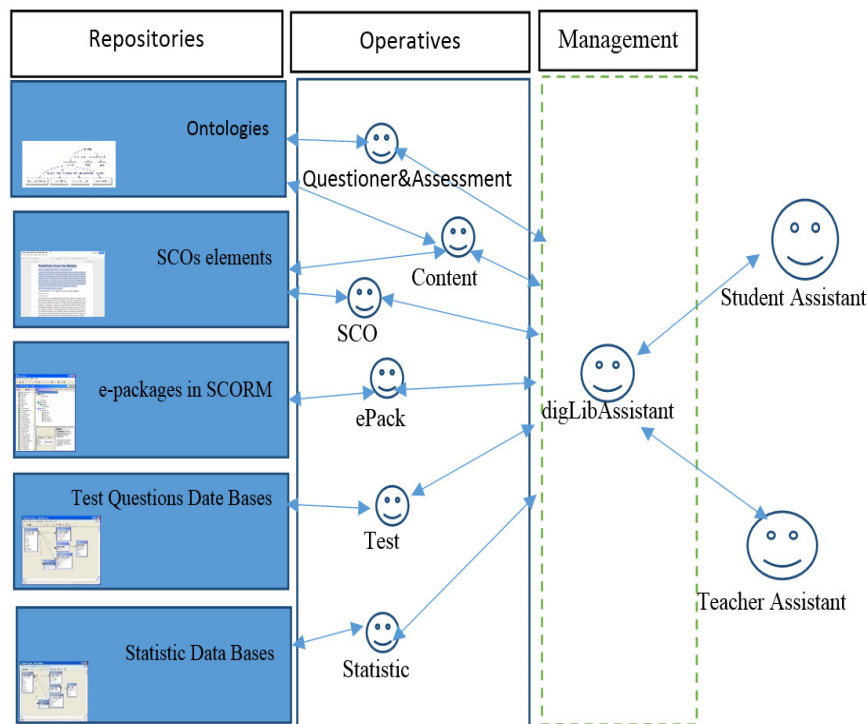 Repositories
Operatives
Management
Ontologies
Questioner&Assessment
SCOs elements
Content
SCO
Student Assistant
e-packages in SCORM
ePack
digLibAssistant
Test Questions Date Bases
Test
Teacher Assistant
Statistic Data Bases
Statistic